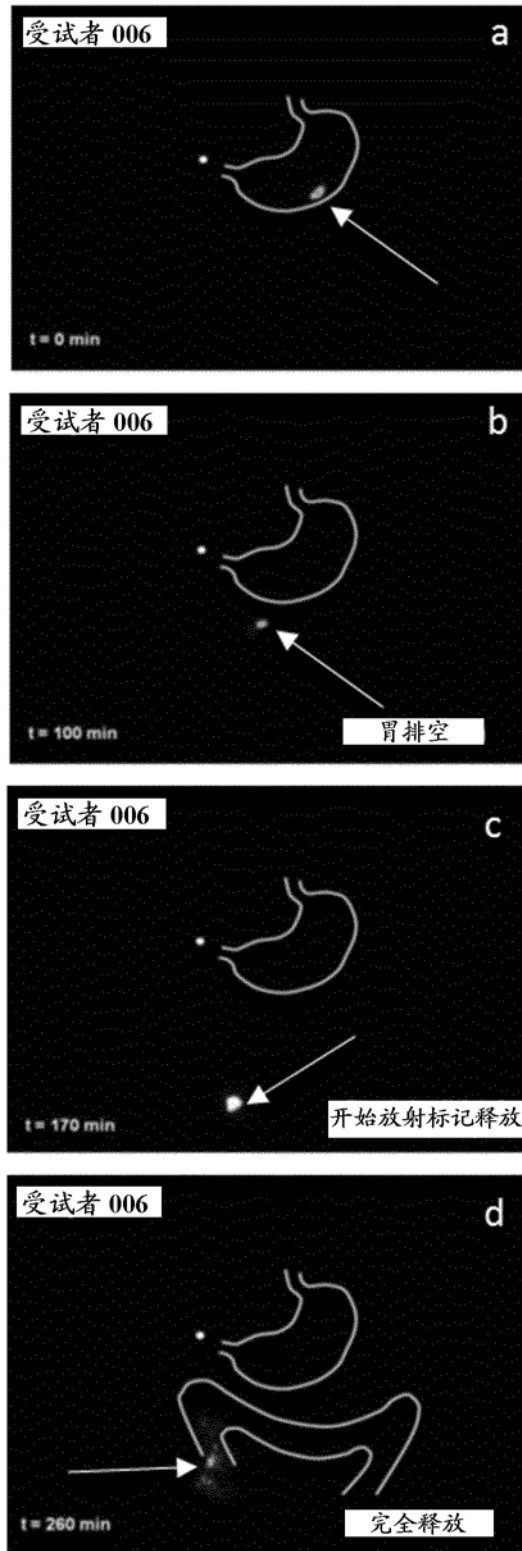 受试者 006
a
t = 0 min
受试者 006
b
t = 100 min
胃排空
受试者 006
c
t = 170 min
开始放射标记释放
受试者 006
d
t = 260 min
完全释放